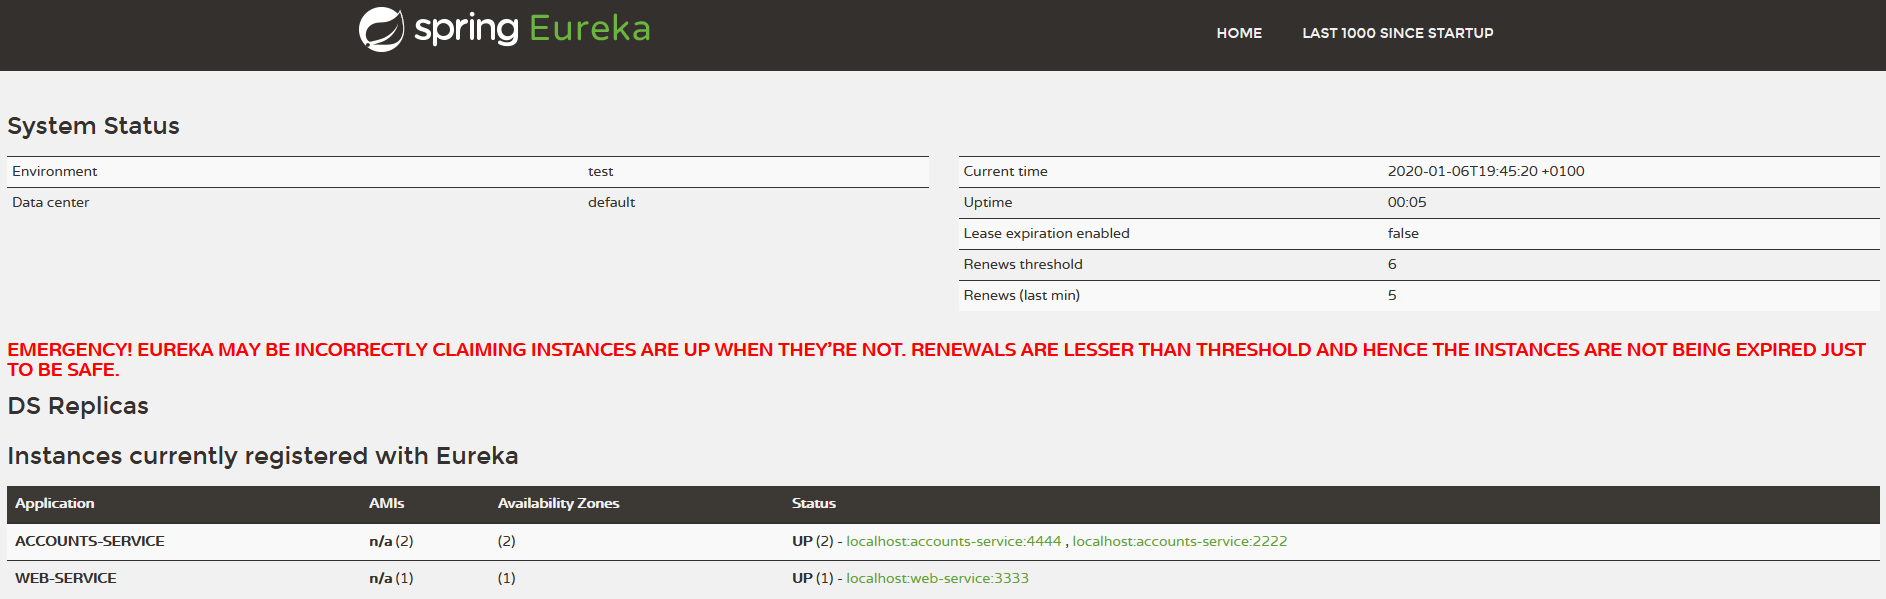 spring Eureka
HOME LAST 1000 SINCE STARTUP
System Status
Environment test
Data center default
Current time 2020-01-06T19:45:20 +0100
Uptime 00:05
Lease expiration enabled false
Renews threshold 6
Renews (last min) 5
EMERGENCY! EUREKA MAY BE INCORRECTLY CLAIMING INSTANCES ARE UP WHEN THEY'RE NOT. RENEWALS ARE LESSER THAN THRESHOLD AND HENCE THE INSTANCES ARE NOT BEING EXPIRED JUST
TO BE SAFE.
DS Replicas
Instances currently registered with Eureka
Application AMIs Availability Zones Status
ACCOUNTS-SERVICE n/a (2) (2) UP (2) - localhost:accounts-service:4444 , localhost:accounts-service:2222
WEB-SERVICE n/a (1) (1) UP (1) - localhost:web-service:3333